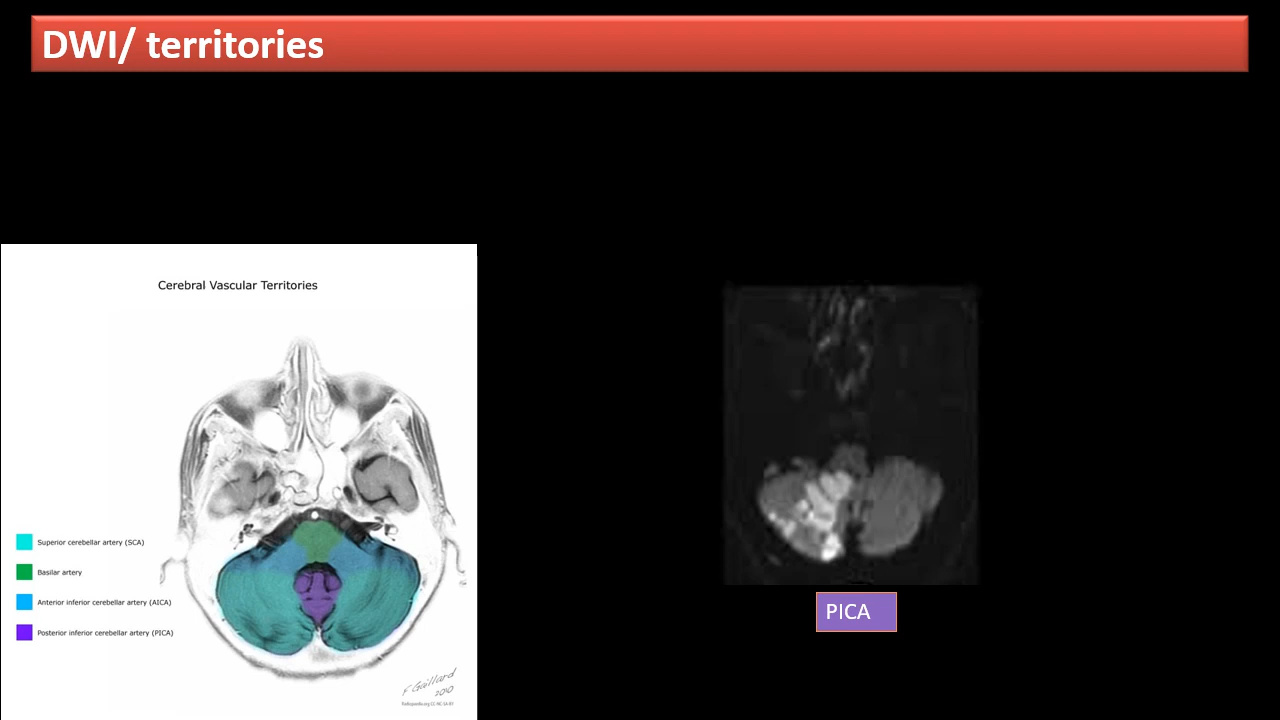 DWI/ territories
Cerebral Vascular Territories
Superior cerebellar artery (SCA)
Basilar artery
Anterior inferior cerebellar artery (AICA)
Posterior inferior cerebellar artery (PICA)
F Gaillard
2010
PICA